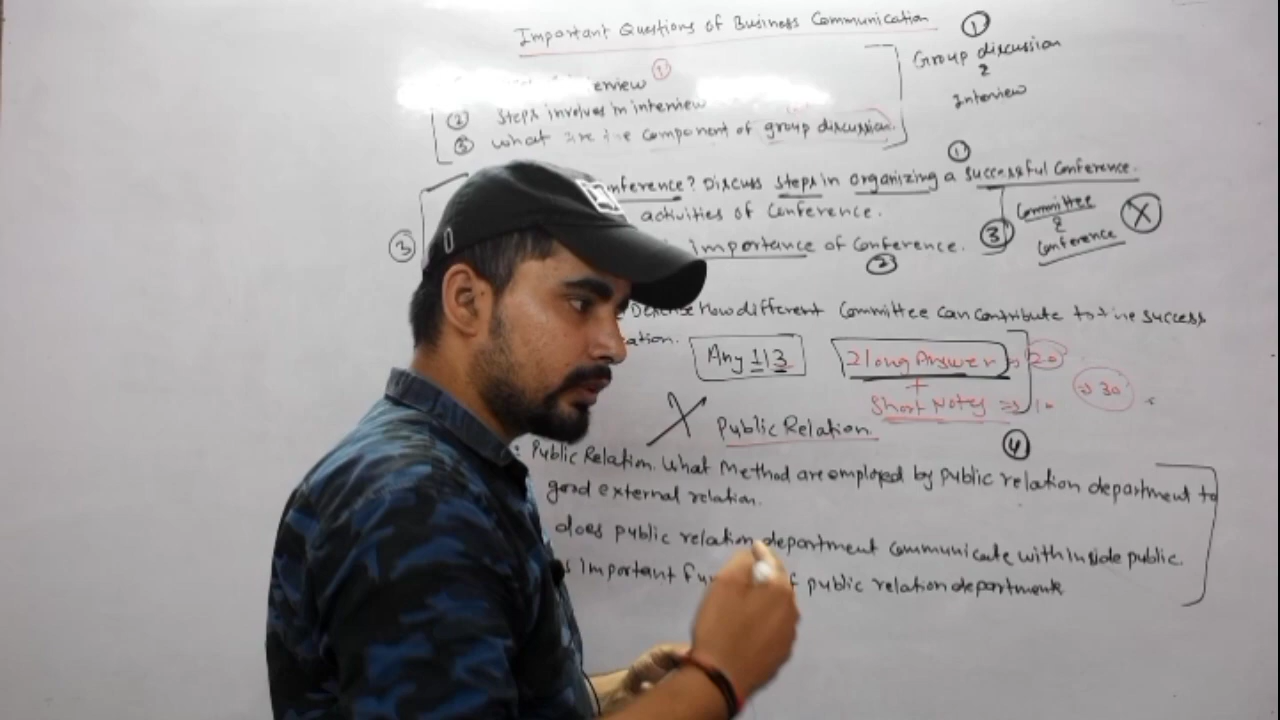 Important Questions of Business Communication
① Group discussion
&
Interview
erview ①
② Steps involves in interview
③ What are the component of group discussion.
①
nference? Discuss steps in organizing a successful Conference.
③ activities of Conference.
importance of Conference. ③
②
Committee
&
Conference
X
Define How different Committee can contribute to the success
ation.
Any 1/3
2 long Answer ⇒ 20
+
Short Notes ⇒ 10
⇒ 30
X Public Relation.
④
: Public Relation. What Method are employed by public relation department to
good external relation.
does public relation department communicate with inside public.
s important fu f public relation department